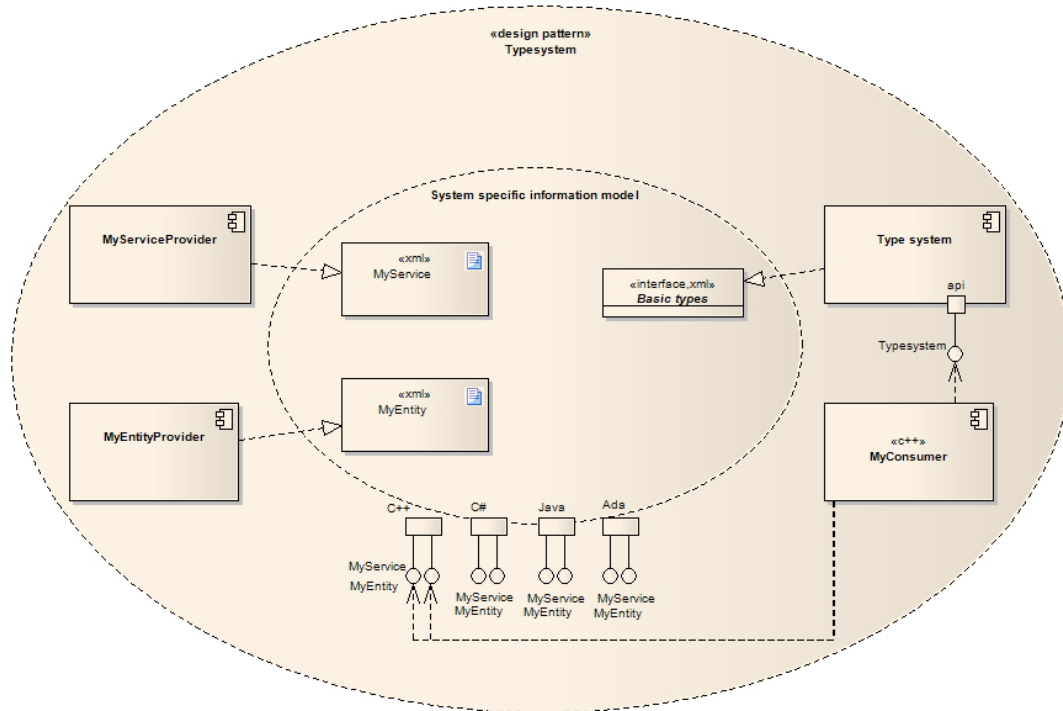 «design pattern»
Typesystem
System specific information model
MyServiceProvider
«xml»
MyService
«interface,xml»
Basic types
Type system
api
Typesystem
MyEntityProvider
«xml»
MyEntity
«c++»
MyConsumer
C++
C#
Java
Ada
MyService
MyEntity
MyService
MyEntity
MyService
MyEntity
MyService
MyEntity